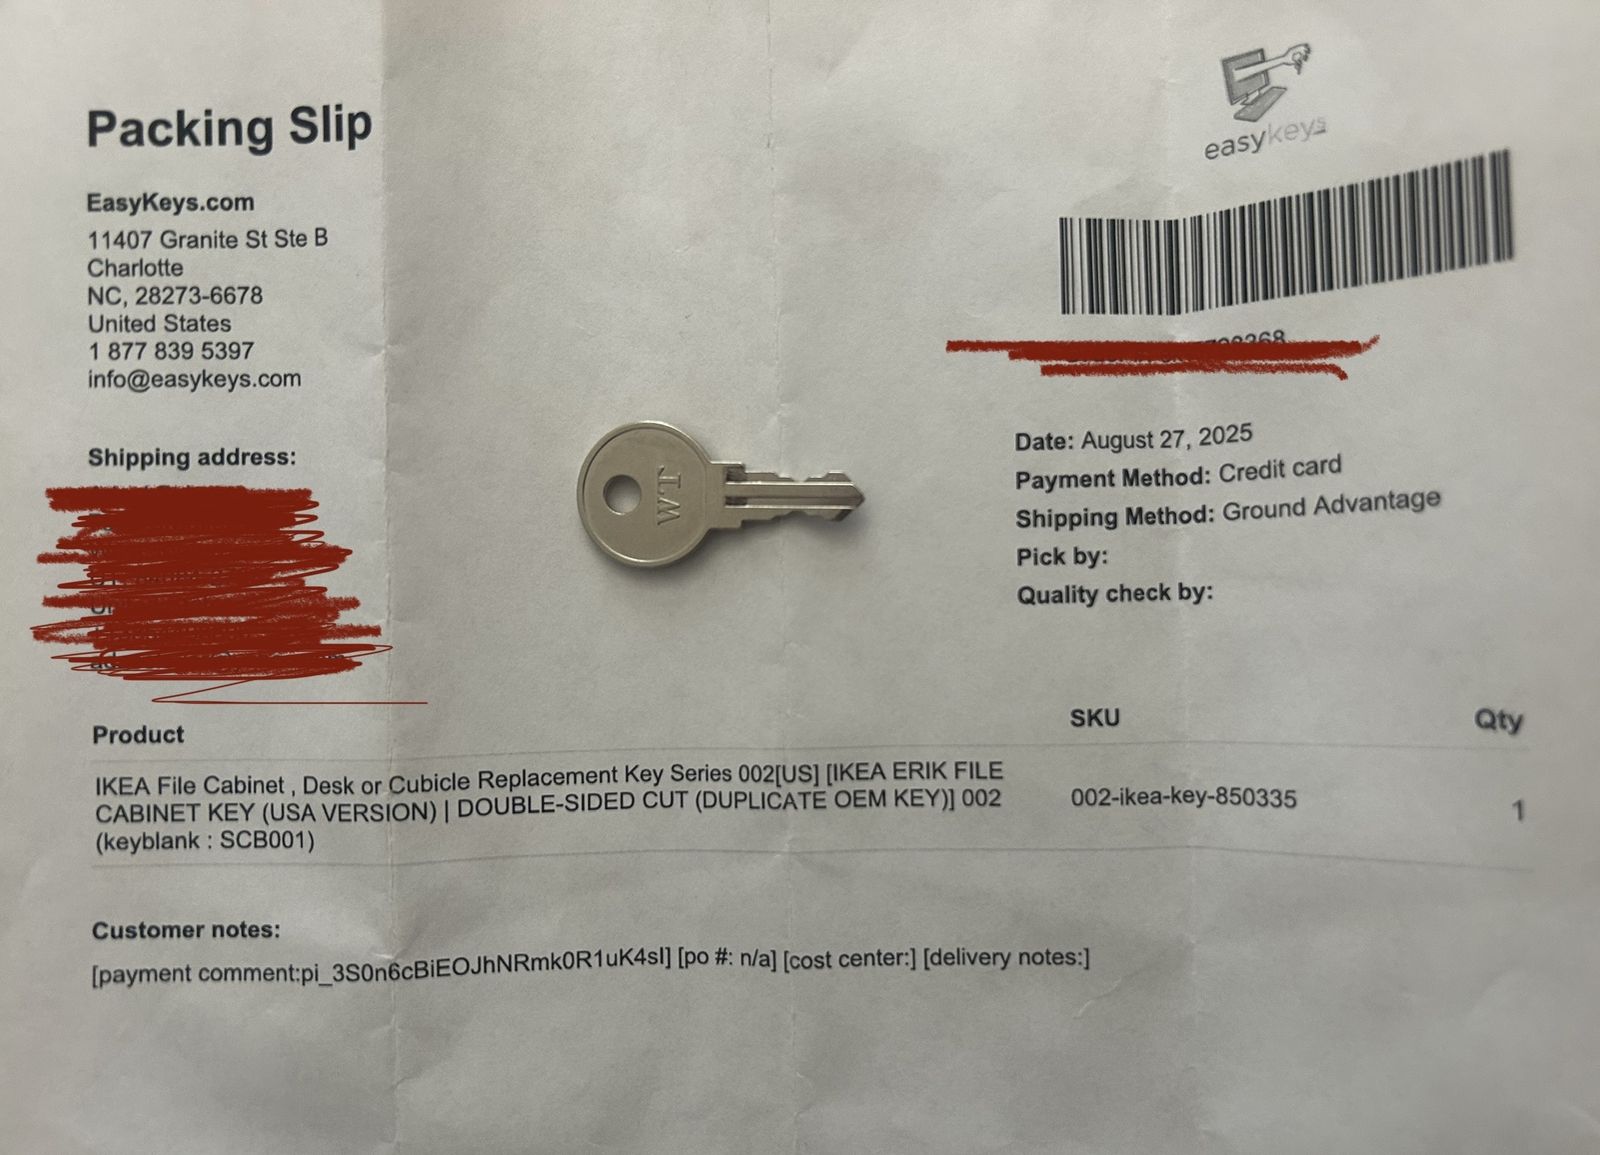 Packing Slip
easykeys
EasyKeys.com
11407 Granite St Ste B
Charlotte
NC, 28273-6678
United States
1 877 839 5397
info@easykeys.com
Shipping address:
WT
Date: August 27, 2025
Payment Method: Credit card
Shipping Method: Ground Advantage
Pick by:
Quality check by:
Product SKU Qty
IKEA File Cabinet , Desk or Cubicle Replacement Key Series 002[US] [IKEA ERIK FILE
CABINET KEY (USA VERSION) | DOUBLE-SIDED CUT (DUPLICATE OEM KEY)] 002
(keyblank : SCB001)
002-ikea-key-850335
1
Customer notes:
[payment comment:pi_3S0n6cBiEOJhNRmk0R1uK4sl] [po #: n/a] [cost center:] [delivery notes:]